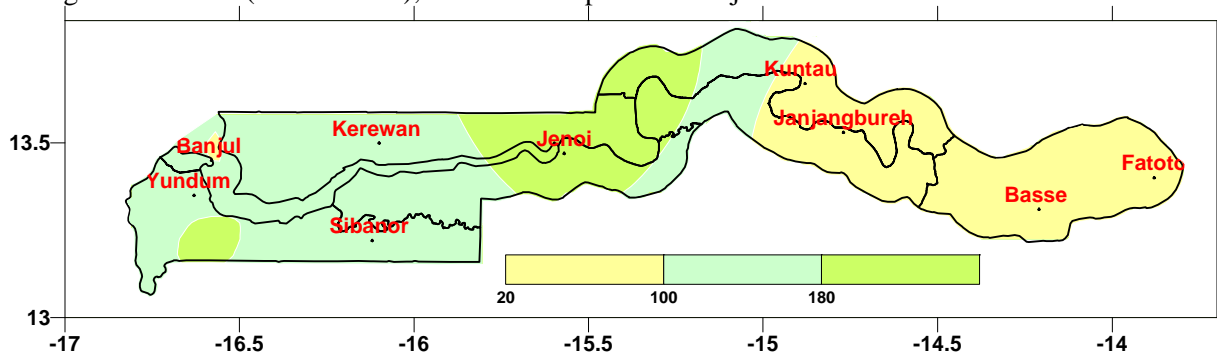 Kuntau
Janjangbureh
Kerewan
Jenoi
13.5
Banjul
Fatoto
Yundum
Basse
Sibanor
20 100 180
13
-17 -16.5 -16 -15.5 -15 -14.5 -14